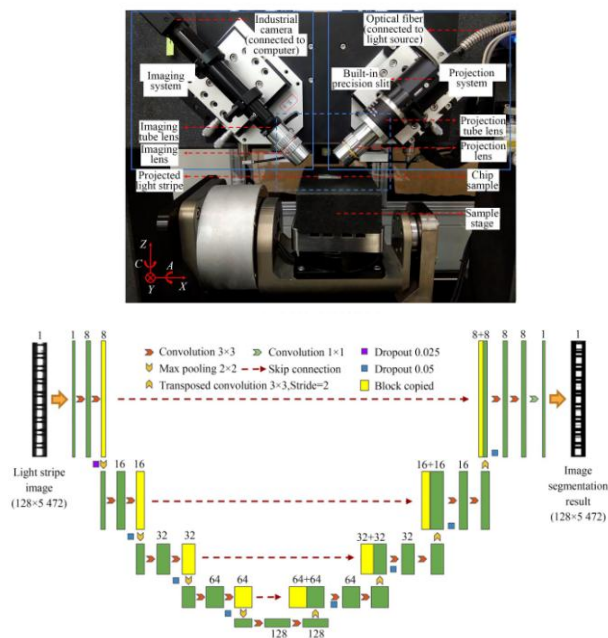 Industrial
camera
(connected to
computer)
Optical fiber
(connected to
light source)
Imaging
system
Built-in
precision slit
Projection
system
Imaging
tube lens
Projection
tube lens
Imaging
lens
Projection
lens
Projected
light stripe
Chip
sample
Sample
stage
Z
C
A
Y
X
1
1 8 8
8+8 8 8 1
1
Convolution 3×3
Convolution 1×1
Dropout 0.025
Max pooling 2×2
Skip connection
Dropout 0.05
Transposed convolution 3×3,Stride=2
Block copied
Light stripe
image
(128×5 472)
16 16
16+16 16
Image
segmentation
result
(128×5 472)
32 32
32+32 32
64 64
64+64 64
128 128